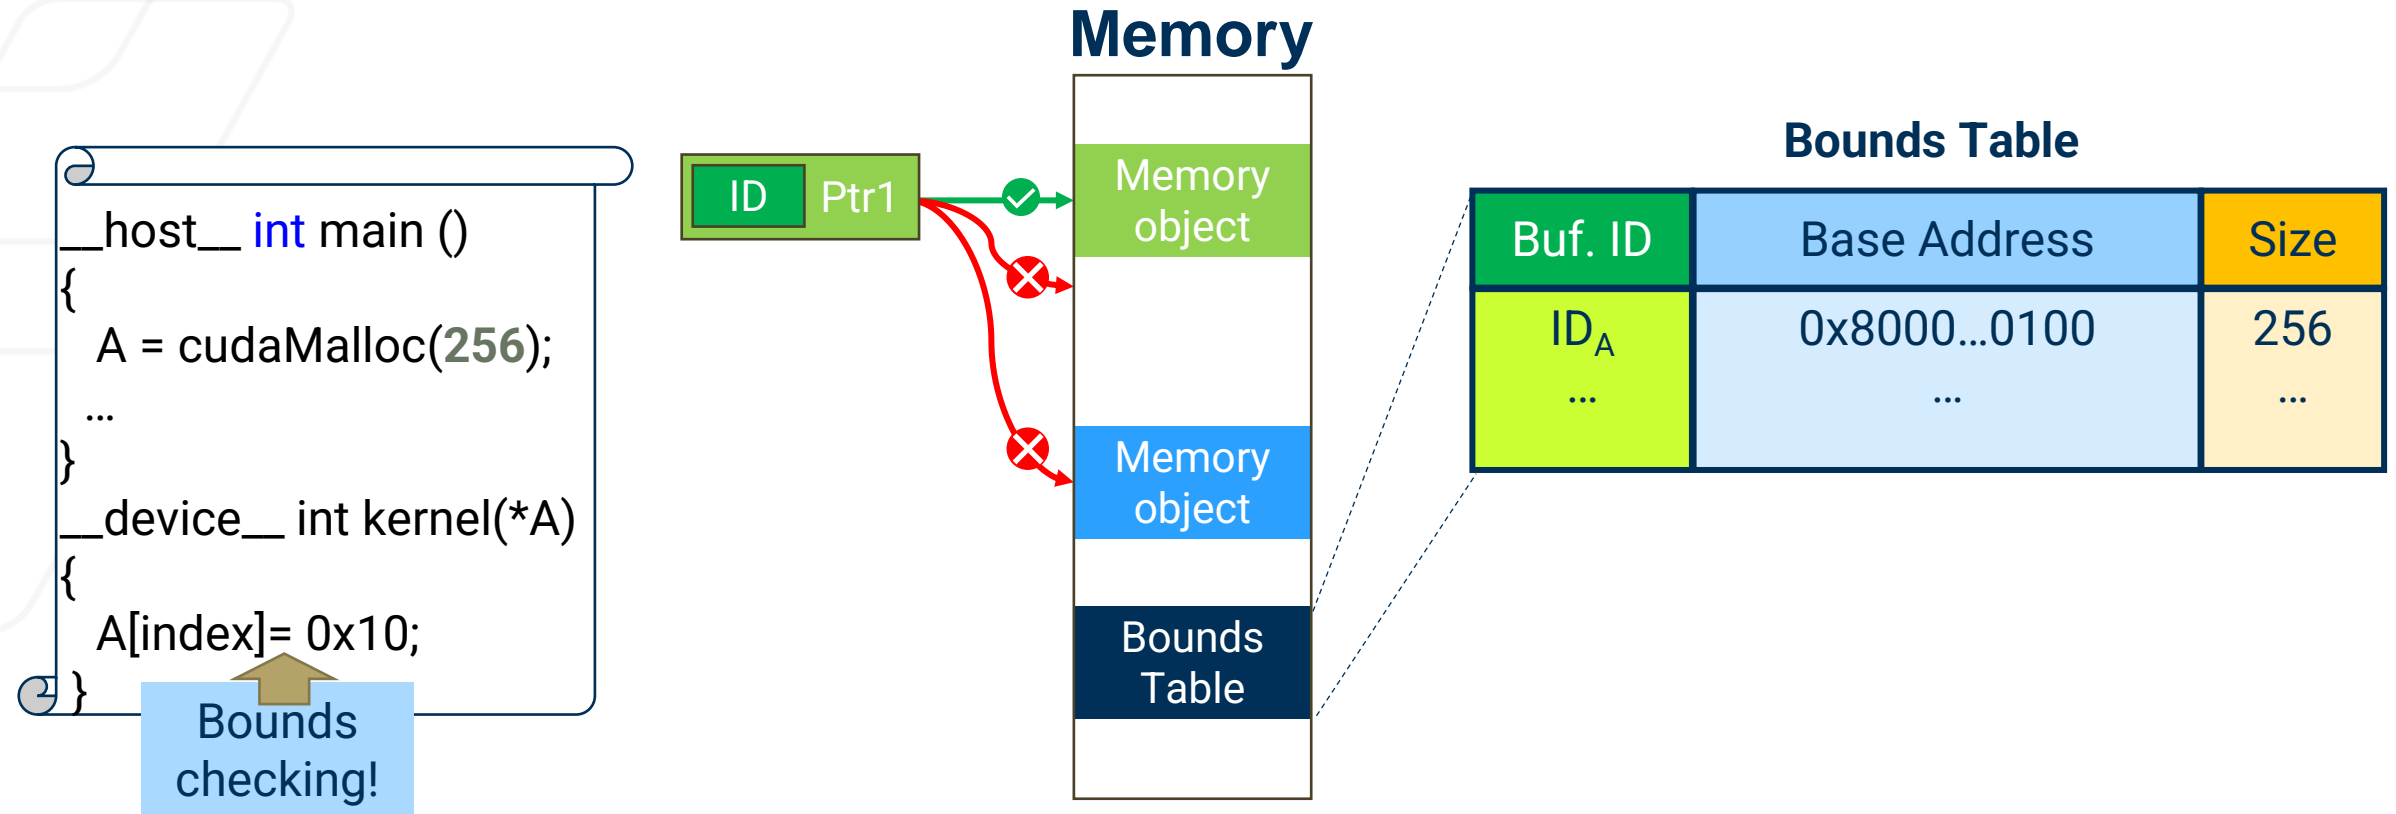 Memory
__host__ int main ()
{
A = cudaMalloc(256);
...
}
__device__ int kernel(*A)
{
A[index]= 0x10;
}
Bounds
checking!
ID Ptr1
Memory
object
Memory
object
Bounds
Table
Bounds Table
Buf. ID Base Address Size
IDA 0x8000...0100 256
... ... ...